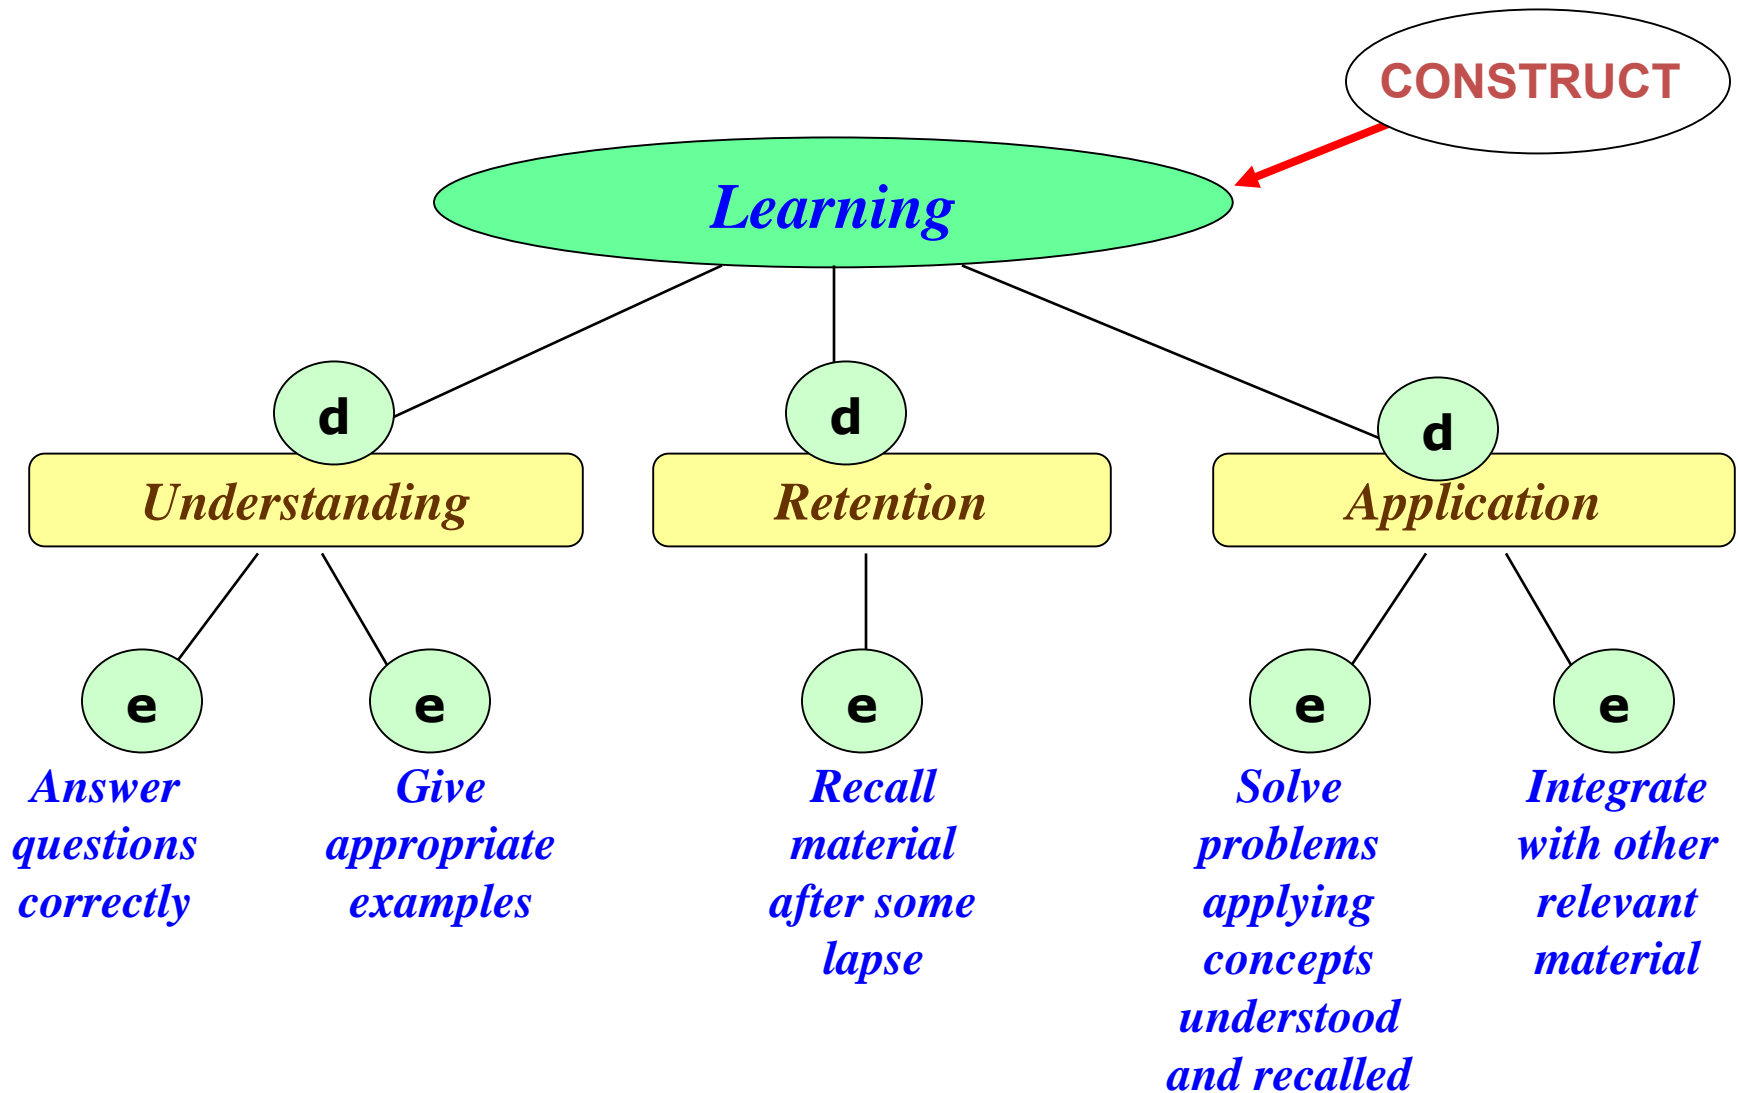 CONSTRUCT
Learning
d
d
d
Understanding
Retention
Application
e
e
e
e
e
Answer
questions
correctly
Give
appropriate
examples
Recall
material
after some
lapse
Solve
problems
applying
concepts
understood
and recalled
Integrate
with other
relevant
material